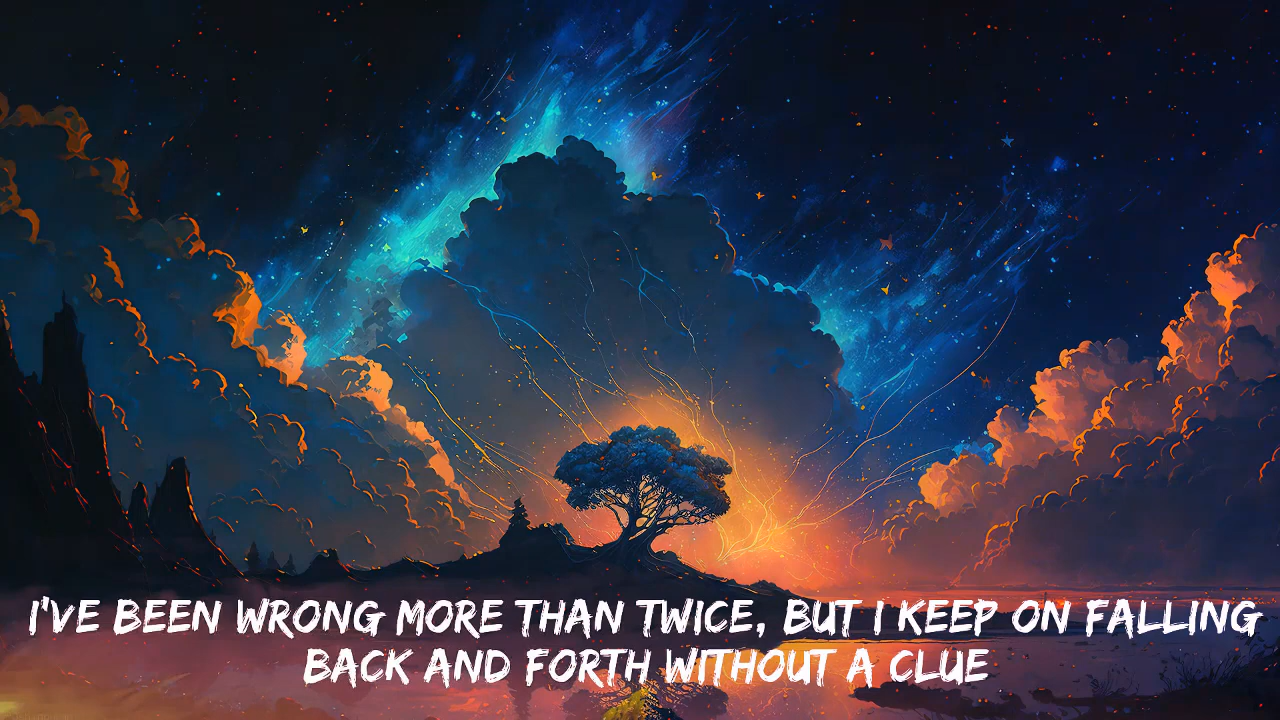 I'VE BEEN WRONG MORE THAN TWICE, BUT I KEEP ON FALLING
BACK AND FORTH WITHOUT A CLUE